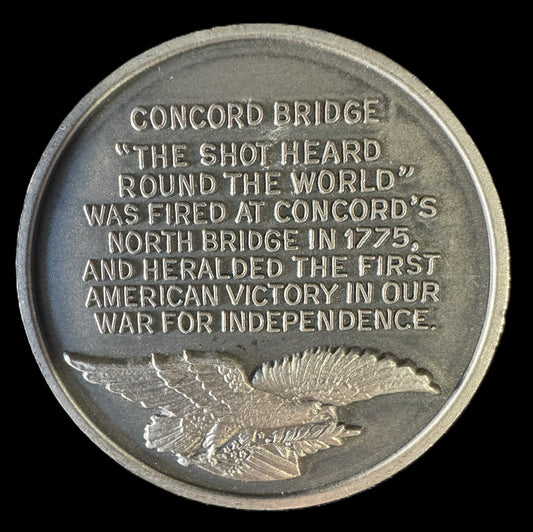 CONCORD BRIDGE
“THE SHOT HEARD
ROUND THE WORLD”
WAS FIRED AT CONCORD'S
NORTH BRIDGE IN 1775,
AND HERALDED THE FIRST
AMERICAN VICTORY IN OUR
WAR FOR INDEPENDENCE.